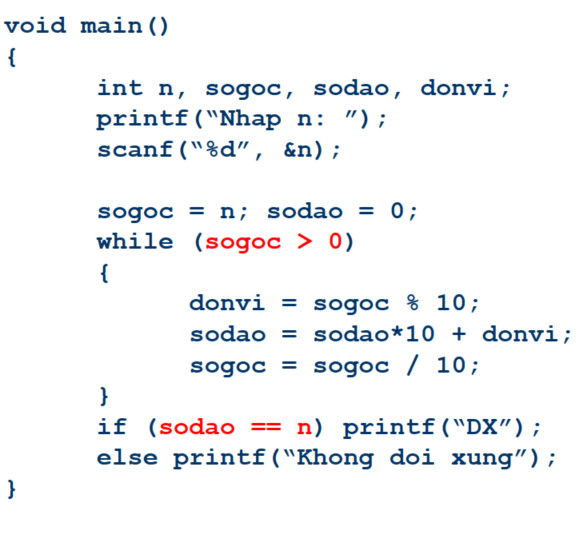 void main()
{
int n, sogoc, sodao, donvi;
printf(“Nhap n: ”);
scanf(“%d”, &n);
sogoc = n; sodao = 0;
while (sogoc > 0)
{
donvi = sogoc % 10;
sodao = sodao*10 + donvi;
sogoc = sogoc / 10;
}
if (sodao == n) printf(“DX”);
else printf(“Khong doi xung”);
}